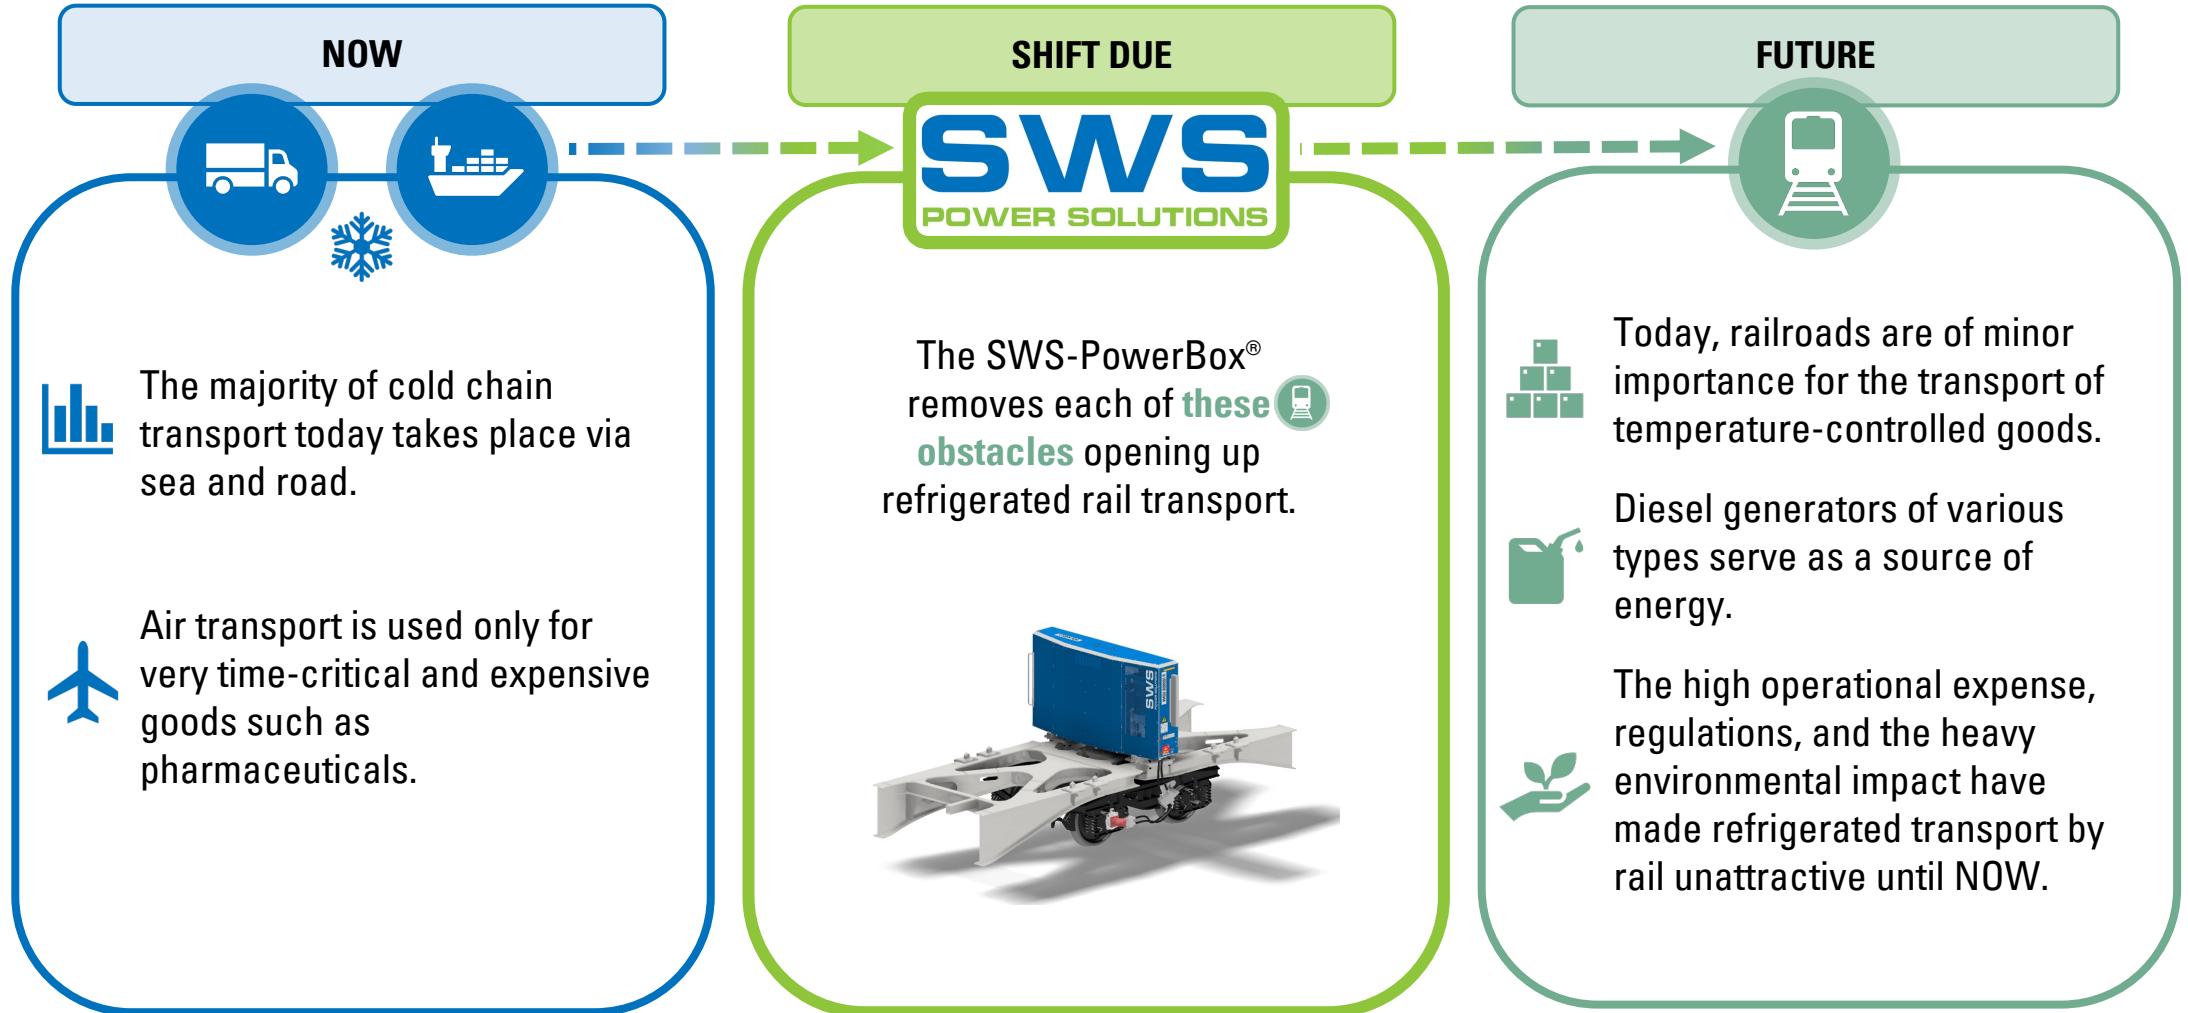 NOW
The majority of cold chain
transport today takes place via
sea and road.
Air transport is used only for
very time-critical and expensive
goods such as
pharmaceuticals.
SHIFT DUE
SWS
POWER SOLUTIONS
The SWS-PowerBox®
removes each of these
obstacles opening up
refrigerated rail transport.
SWS
FUTURE
Today, railroads are of minor
importance for the transport of
temperature-controlled goods.
Diesel generators of various
types serve as a source of
energy.
The high operational expense,
regulations, and the heavy
environmental impact have
made refrigerated transport by
rail unattractive until NOW.